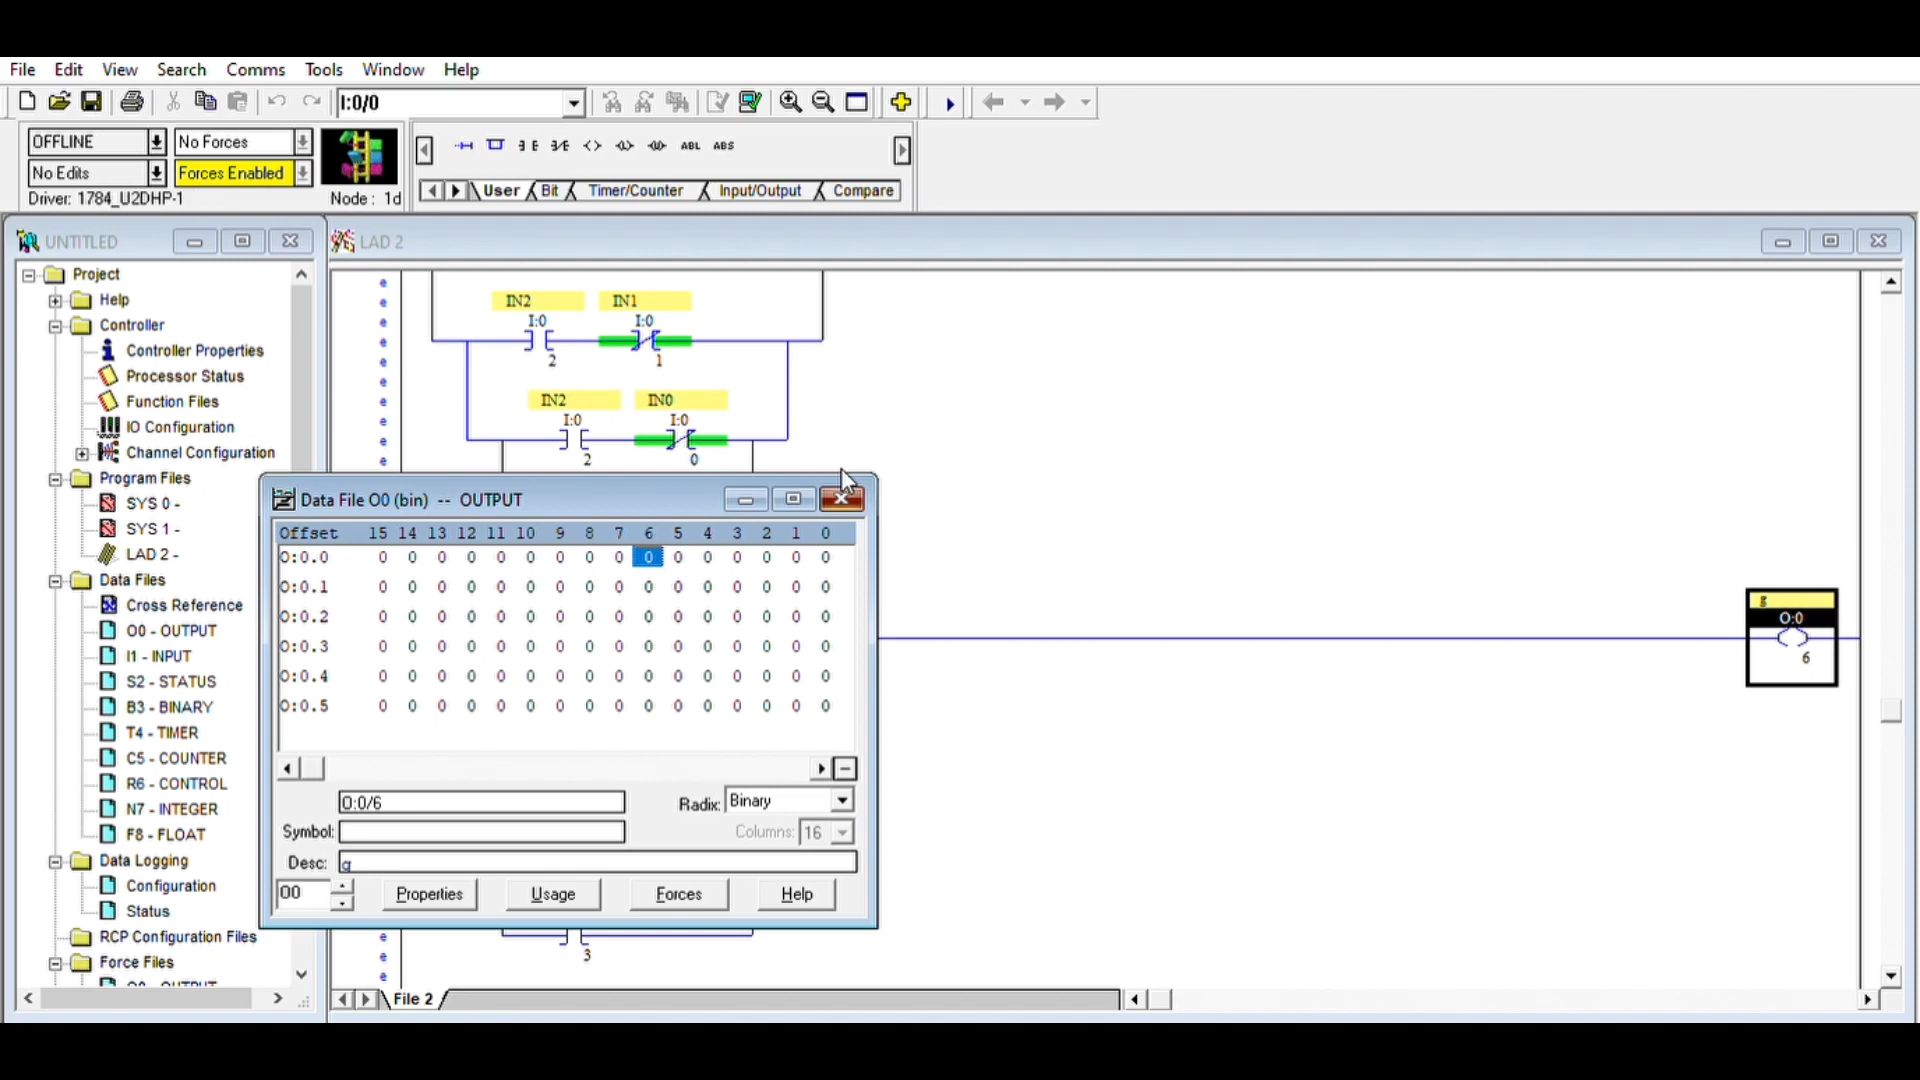 File Edit View Search Comms Tools Window Help
I:0/0
OFFLINE No Forces
No Edits Forces Enabled
Driver: 1784_U2DHP-1 Node : 1d
ABL ABS
User Bit Timer/Counter Input/Output Compare
UNTITLED
Project
Help
Controller
Controller Properties
Processor Status
Function Files
IO Configuration
Channel Configuration
Program Files
SYS 0 -
SYS 1 -
LAD 2 -
Data Files
Cross Reference
O0 - OUTPUT
I1 - INPUT
S2 - STATUS
B3 - BINARY
T4 - TIMER
C5 - COUNTER
R6 - CONTROL
N7 - INTEGER
F8 - FLOAT
Data Logging
Configuration
Status
RCP Configuration Files
Force Files
O0 - OUTPUT
LAD 2
e
e
e
e
e
e
e
e
e
e
IN2 IN1
I:0 I:0
2 1
IN2 IN0
I:0 I:0
2 0
Data File O0 (bin) -- OUTPUT
Offset 15 14 13 12 11 10 9 8 7 6 5 4 3 2 1 0
O:0.0 0 0 0 0 0 0 0 0 0 0 0 0 0 0 0 0
O:0.1 0 0 0 0 0 0 0 0 0 0 0 0 0 0 0 0
O:0.2 0 0 0 0 0 0 0 0 0 0 0 0 0 0 0 0
O:0.3 0 0 0 0 0 0 0 0 0 0 0 0 0 0 0 0
O:0.4 0 0 0 0 0 0 0 0 0 0 0 0 0 0 0 0
O:0.5 0 0 0 0 0 0 0 0 0 0 0 0 0 0 0 0
O:0/6 Radix: Binary
Symbol: Columns: 16
Desc: g
O0 Properties Usage Forces Help
g
O:0
6
e
e
e
3
File 2